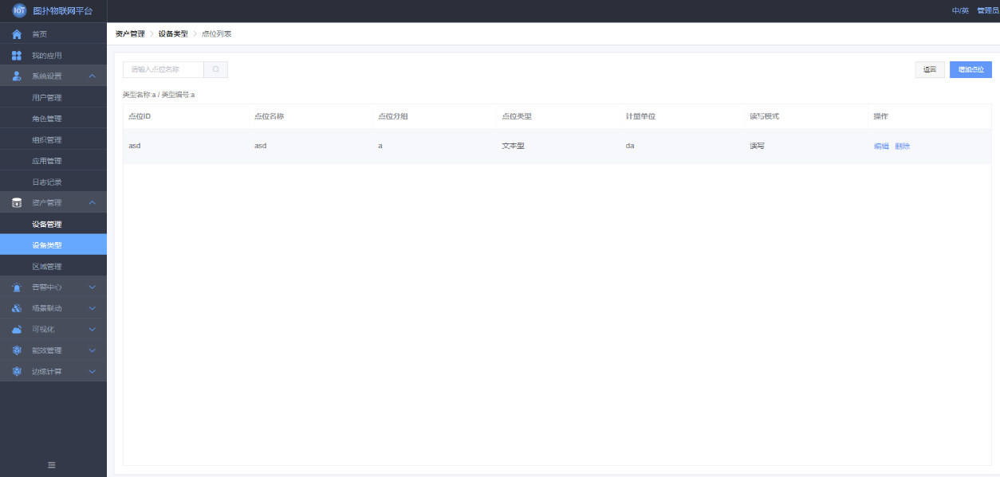 IOT 图扑物联网平台
中/英 管理员
首页
我的应用
系统设置
用户管理
角色管理
组织管理
应用管理
日志记录
资产管理
设备管理
设备类型
区域管理
告警中心
场景联动
可视化
能效管理
边缘计算
资产管理 > 设备类型 > 点位列表
请输入点位名称
返回 增加点位
类型名称:a / 类型编号:a
点位ID 点位名称 点位分组 点位类型 计量单位 读写模式 操作
asd asd a 文本型 da 读写 编辑 删除